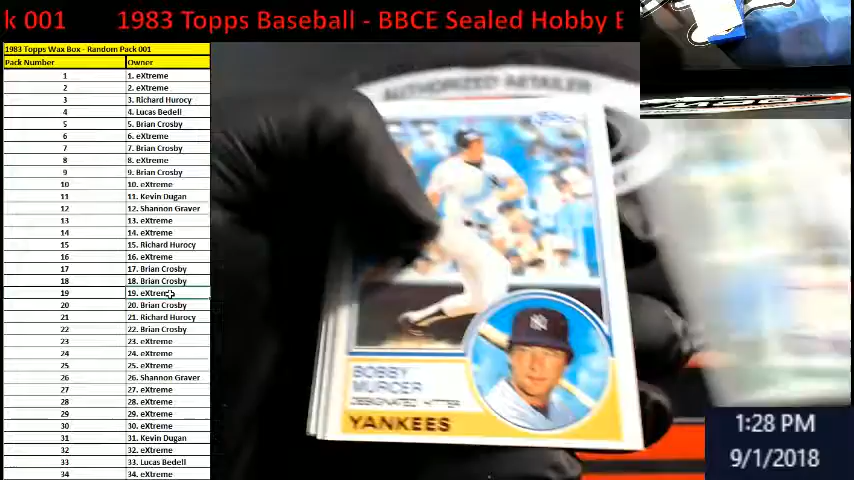 k 001 1983 Topps Baseball - BBCE Sealed Hobby
1983 Topps Wax Box - Random Pack 001
Pack Number Owner
1 1. eXtreme
2 2. eXtreme
3 3. Richard Hurocy
4 4. Lucas Bedell
5 5. Brian Crosby
6 6. eXtreme
7 7. Brian Crosby
8 8. eXtreme
9 9. Brian Crosby
10 10. eXtreme
11 11. Kevin Dugan
12 12. Shannon Graver
13 13. eXtreme
14 14. eXtreme
15 15. Richard Hurocy
16 16. eXtreme
17 17. Brian Crosby
18 18. Brian Crosby
19 19. eXtreme
20 20. Brian Crosby
21 21. Richard Hurocy
22 22. Brian Crosby
23 23. eXtreme
24 24. eXtreme
25 25. eXtreme
26 26. Shannon Graver
27 27. eXtreme
28 28. eXtreme
29 29. eXtreme
30 30. eXtreme
31 31. Kevin Dugan
32 32. eXtreme
33 33. Lucas Bedell
34 34. eXtreme
AUTHORIZED RETAILER
BOBBY
MURCER
DESIGNATED HITTER
YANKEES
1:28 PM
9/1/2018